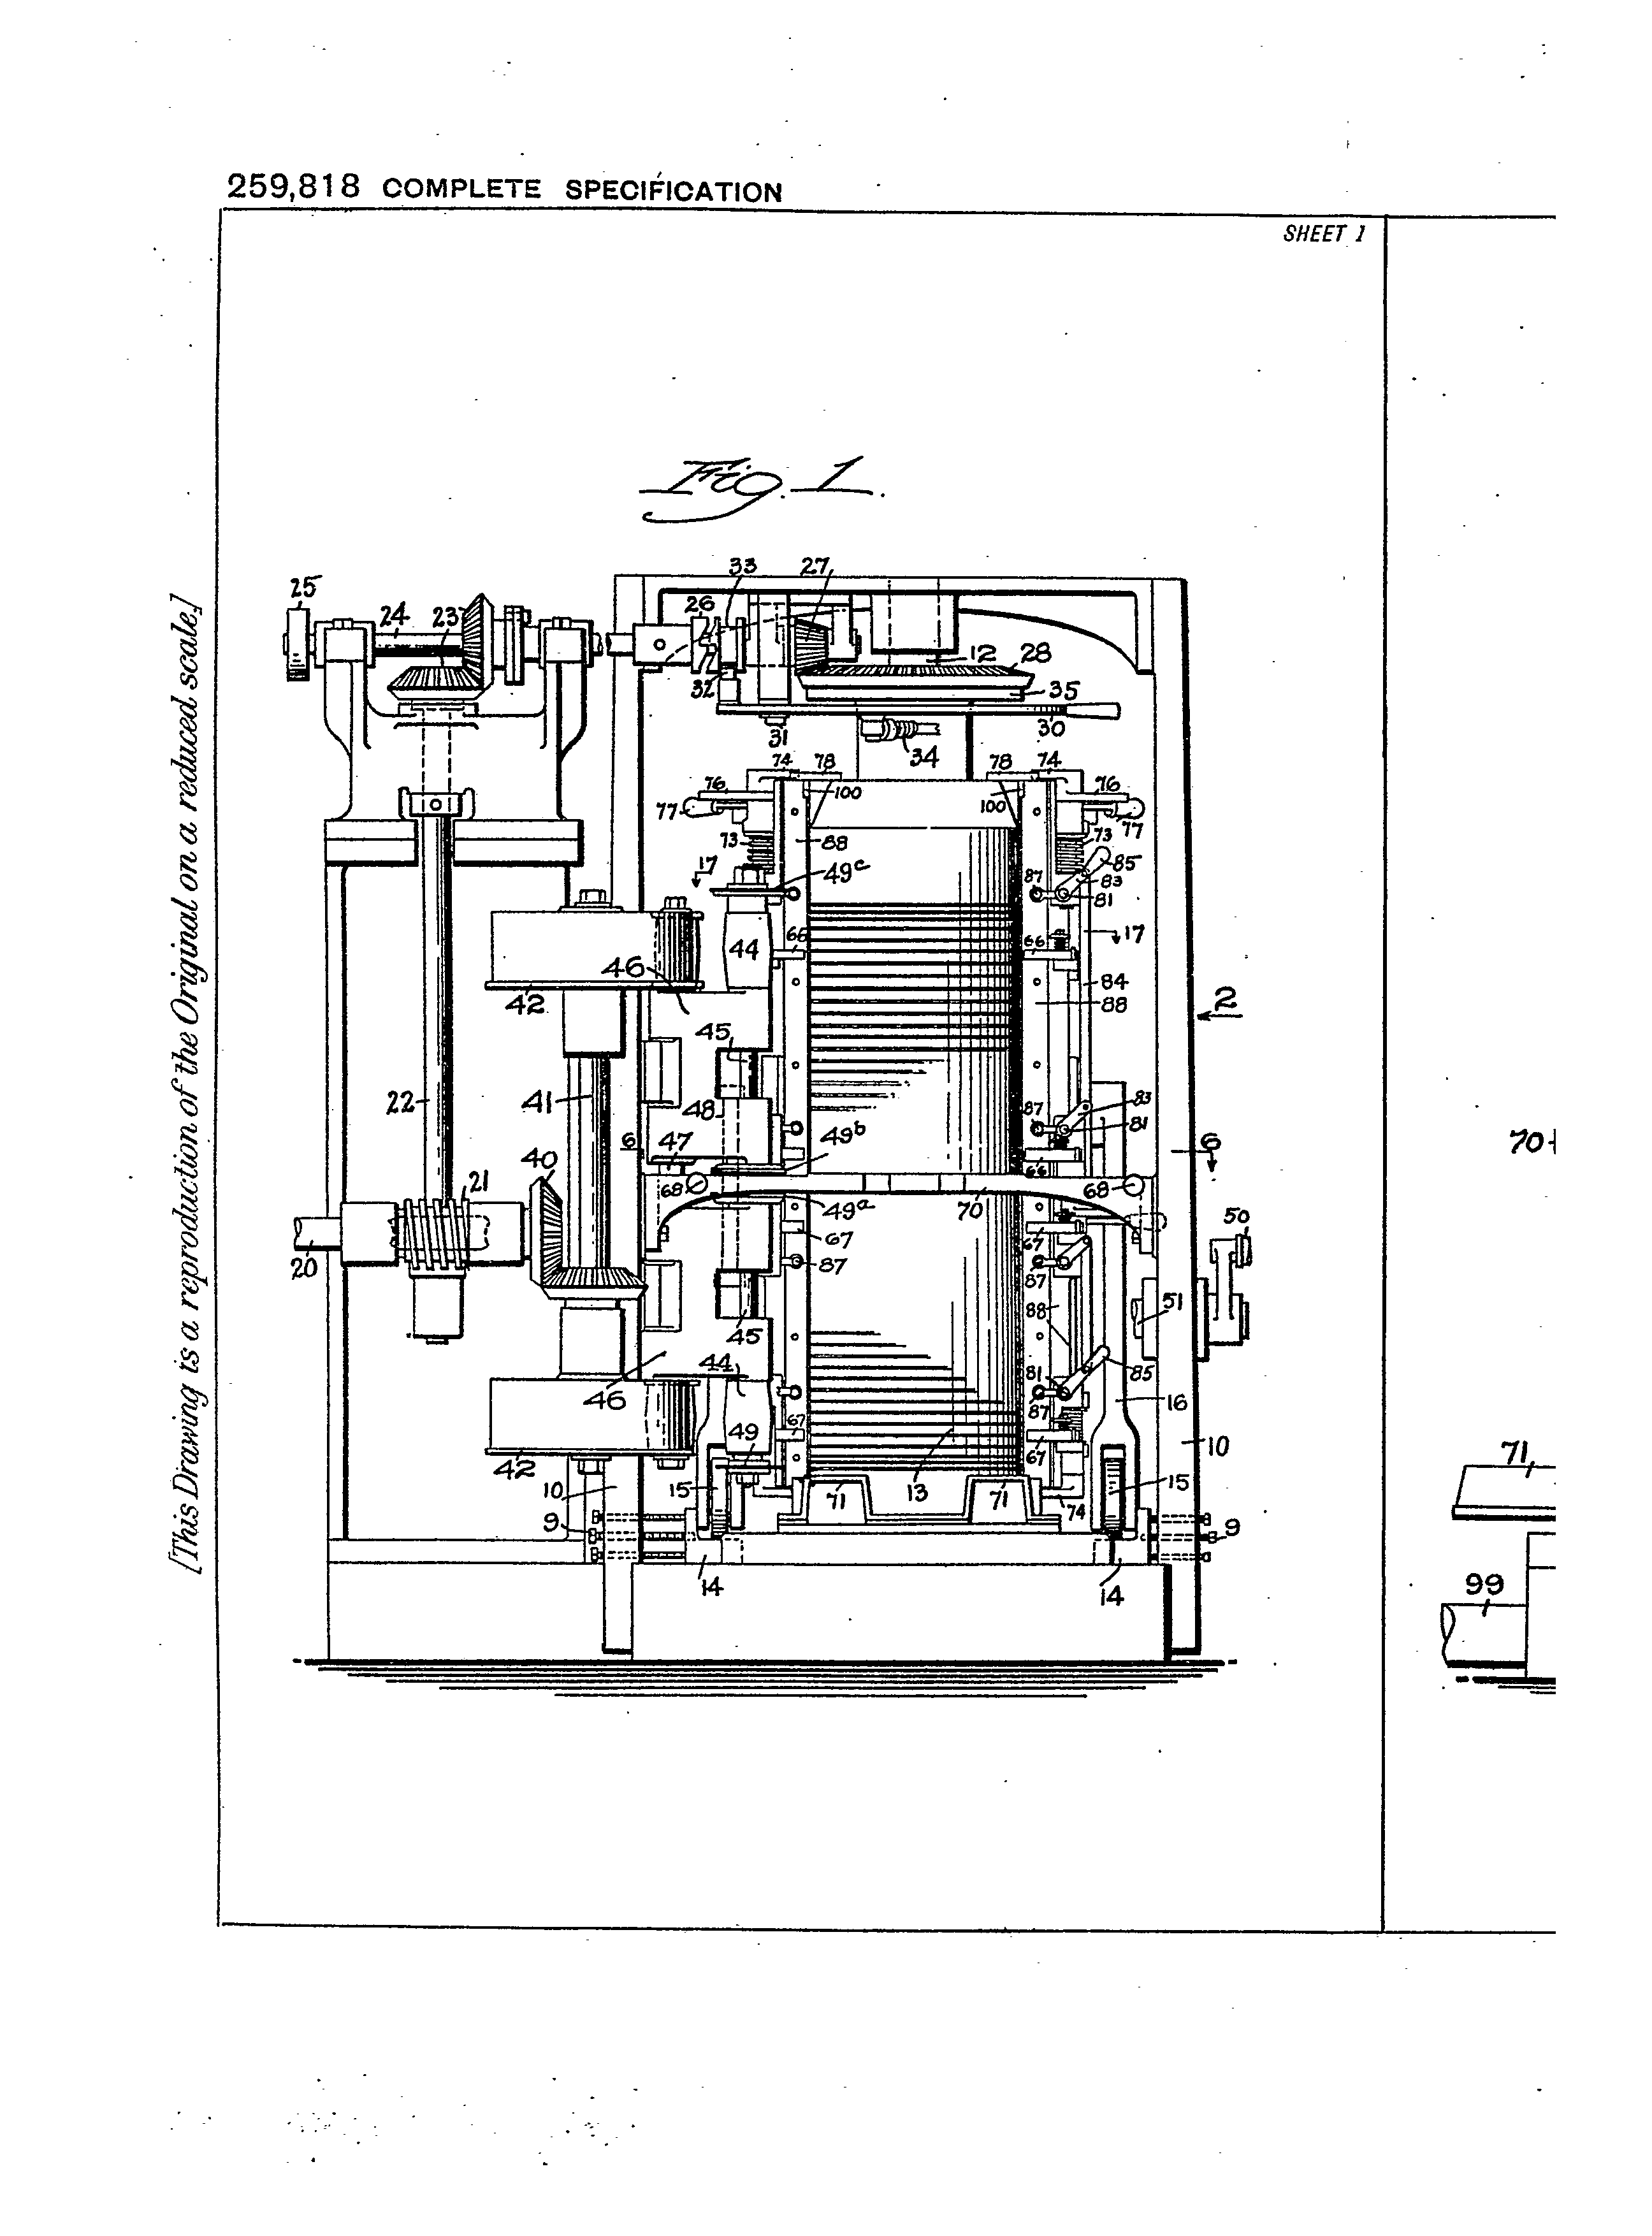 259,818 COMPLETE SPECIFICATION
SHEET 1
[This Drawing is a reproduction of the Original on a reduced scale.]
Fig. 1.
33 27
25 24 23 26
12 28
32 35
31 34 30
74 78 78 74
76 100 100 76
77 77
73 88 73
17 49c 87 85
83
81
44 66 66 17
46
42 84
88 2
45
22 41 48 87 83
81
6 47 49b 6
40 66
21 68 68
49a 70 70
67 67 50
20 87 87
51
88
45
44 81 85
46 87 16
49 67 67 10
42 71
10 15 71 13 71 74 15
9 9
14 14 99